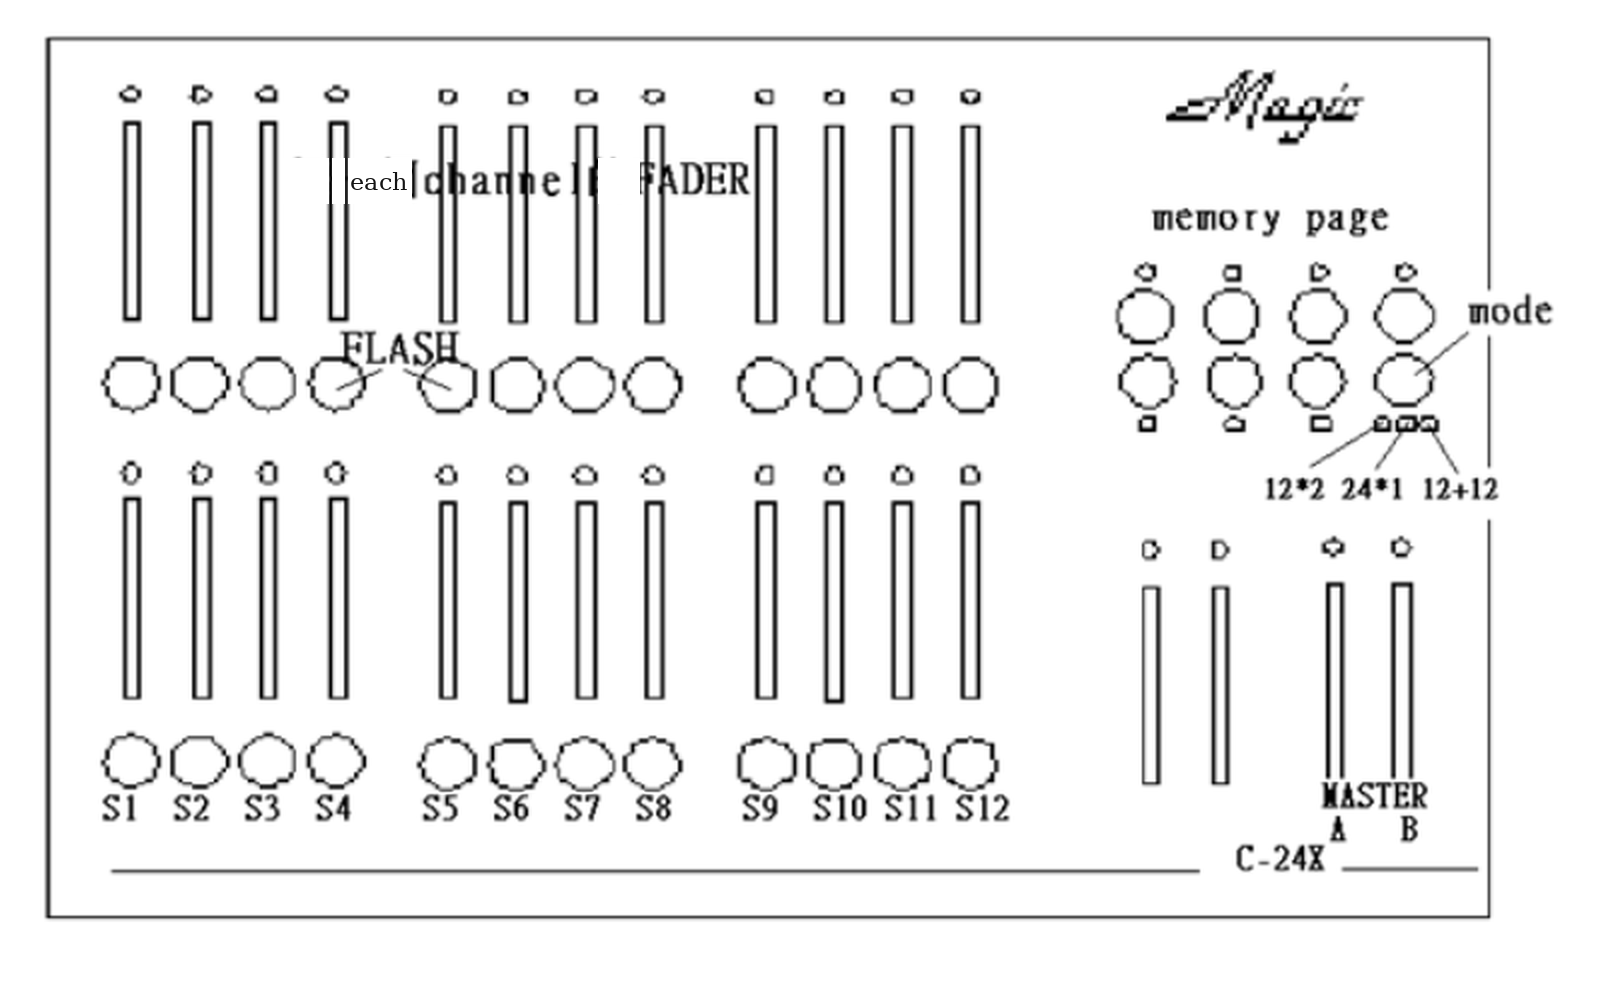 Magic
each channel FADER
memory page
mode
FLASH
12*2 24*1 12+12
S1 S2 S3 S4 S5 S6 S7 S8 S9 S10 S11 S12
MASTER
A B
C-24X